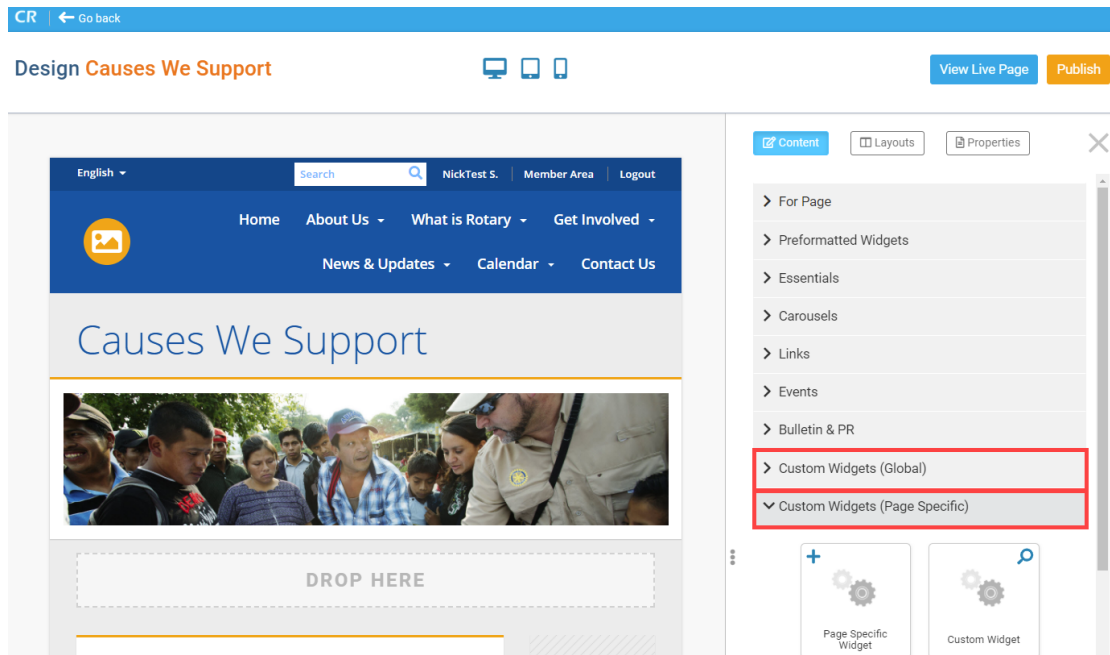 CR Go back
Design Causes We Support
View Live Page Publish
Content Layouts Properties
English Search NickTest S. Member Area Logout
Home About Us What is Rotary Get Involved
News & Updates Calendar Contact Us
Causes We Support
DROP HERE
For Page
Preformatted Widgets
Essentials
Carousels
Links
Events
Bulletin & PR
Custom Widgets (Global)
Custom Widgets (Page Specific)
Page Specific
Widget
Custom Widget